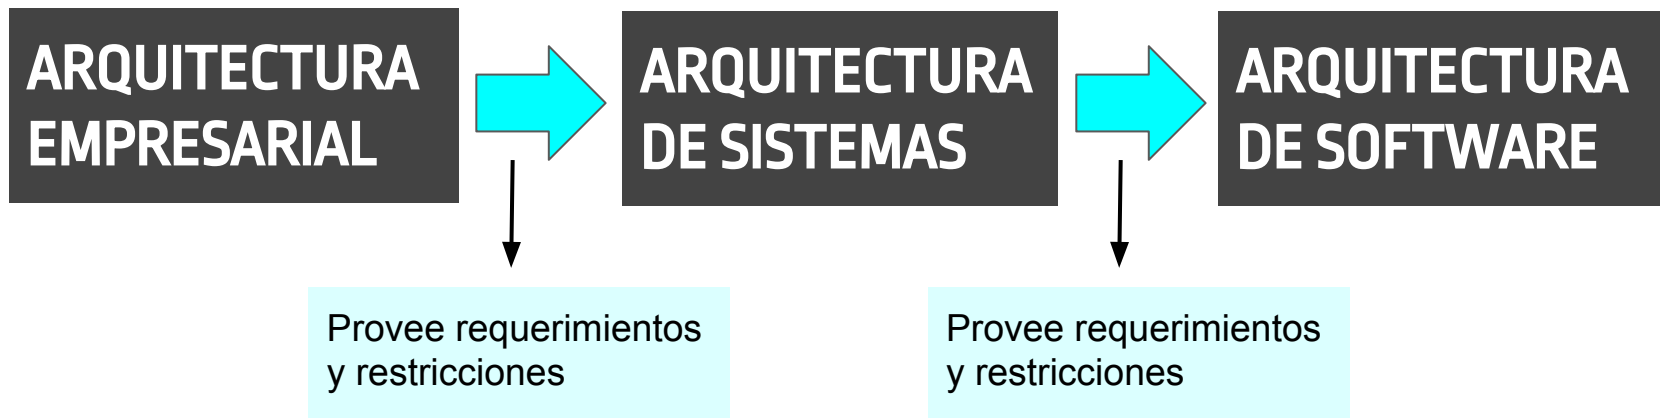 ARQUITECTURA
EMPRESARIAL
ARQUITECTURA
DE SISTEMAS
ARQUITECTURA
DE SOFTWARE
Provee requerimientos
y restricciones
Provee requerimientos
y restricciones